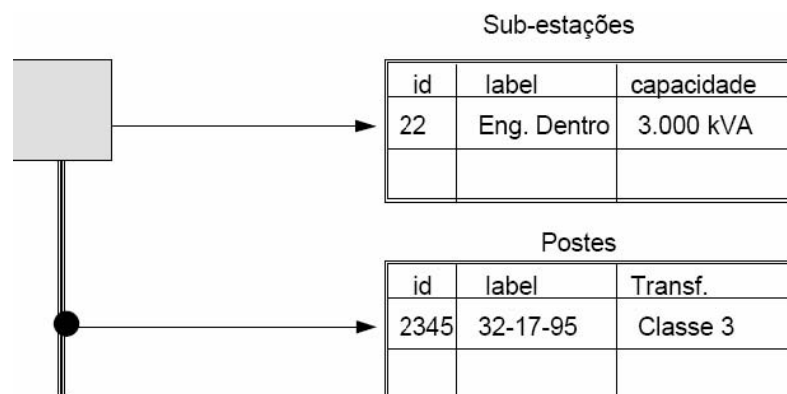 Sub-estações
id label capacidade
22 Eng. Dentro 3.000 kVA
Postes
id label Transf.
2345 32-17-95 Classe 3